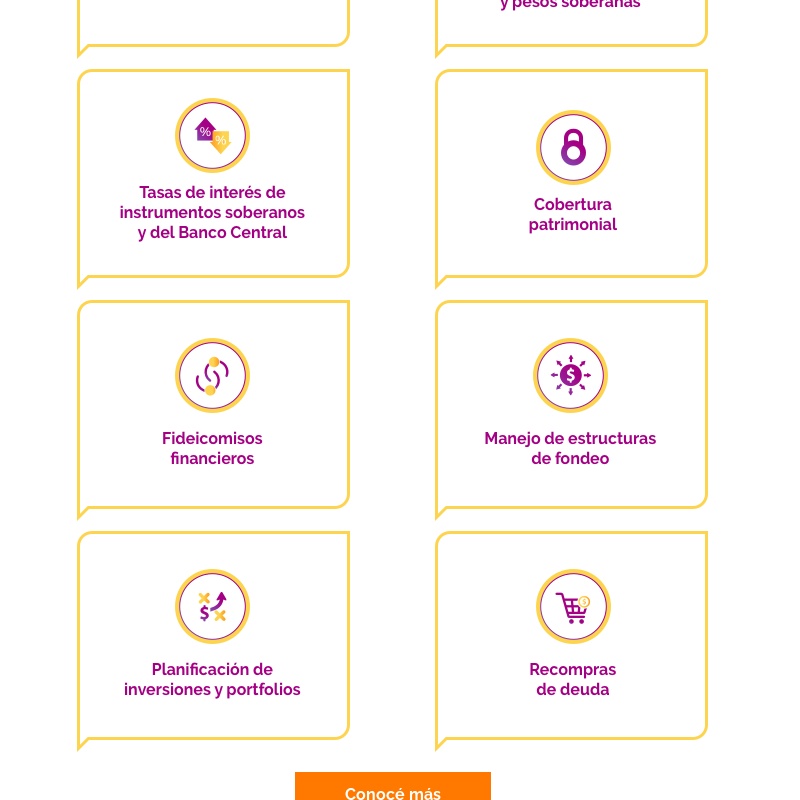 y pesos soberanas
%
%
Tasas de interés de
instrumentos soberanos
y del Banco Central
Cobertura
patrimonial
Fideicomisos
financieros
$
Manejo de estructuras
de fondeo
$
Planificación de
inversiones y portfolios
$
Recompras
de deuda
Conocé más